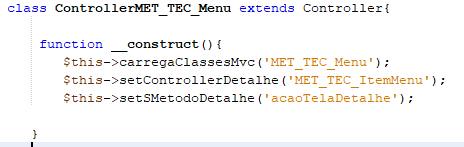 class ControllerMET_TEC_Menu extends Controller{
function __construct(){
$this->carregaClassesMvc('MET_TEC_Menu');
$this->setControllerDetalhe('MET_TEC_ItemMenu');
$this->setSMetodoDetalhe('acaoTelaDetalhe');
}